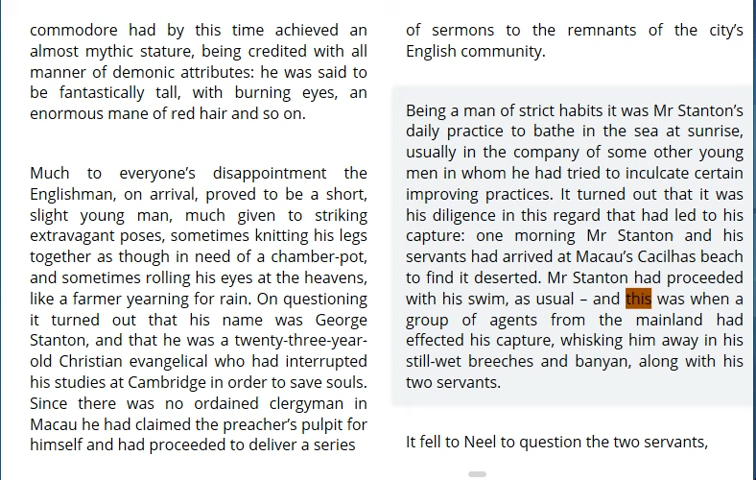 commodore had by this time achieved an
almost mythic stature, being credited with all
manner of demonic attributes: he was said to
be fantastically tall, with burning eyes, an
enormous mane of red hair and so on.
Much to everyone’s disappointment the
Englishman, on arrival, proved to be a short,
slight young man, much given to striking
extravagant poses, sometimes knitting his legs
together as though in need of a chamber-pot,
and sometimes rolling his eyes at the heavens,
like a farmer yearning for rain. On questioning
it turned out that his name was George
Stanton, and that he was a twenty-three-year-
old Christian evangelical who had interrupted
his studies at Cambridge in order to save souls.
Since there was no ordained clergyman in
Macau he had claimed the preacher’s pulpit for
himself and had proceeded to deliver a series
of sermons to the remnants of the city’s
English community.
Being a man of strict habits it was Mr Stanton’s
daily practice to bathe in the sea at sunrise,
usually in the company of some other young
men in whom he had tried to inculcate certain
improving practices. It turned out that it was
his diligence in this regard that had led to his
capture: one morning Mr Stanton and his
servants had arrived at Macau’s Cacilhas beach
to find it deserted. Mr Stanton had proceeded
with his swim, as usual – and this was when a
group of agents from the mainland had
effected his capture, whisking him away in his
still-wet breeches and banyan, along with his
two servants.
It fell to Neel to question the two servants,